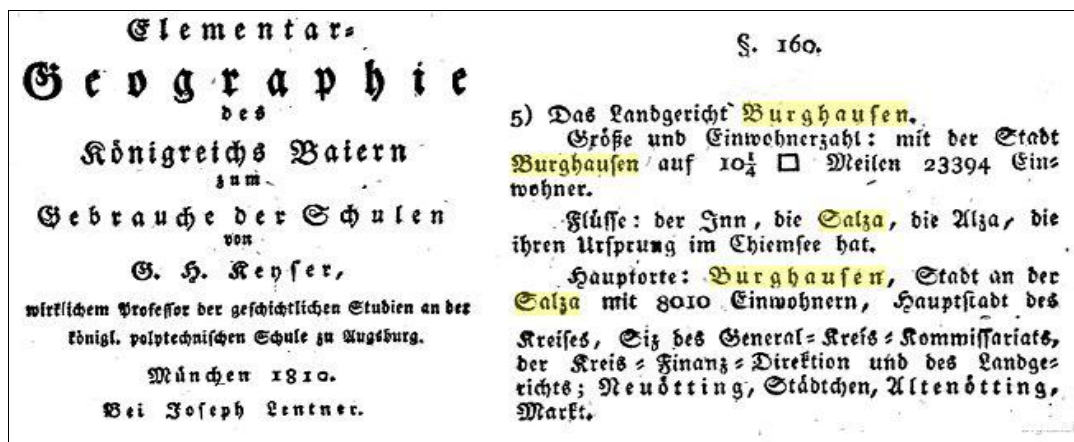 Elementar-
Geographie
des
Königreichs Baiern
zum
Gebrauche der Schulen
von
G. H. Keyser,
wirklichem Professor der geschichtlichen Studien an der
königl. polytechnischen Schule zu Augsburg.
München 1810.
Bei Joseph Lentner.
§. 160.
5) Das Landgericht Burghausen.
Größe und Einwohnerzahl: mit der Stadt
Burghausen auf 10¼ □ Meilen 23394 Ein-
wohner.
Flüsse: der Inn, die Salza, die Alza, die
ihren Ursprung im Chiemsee hat.
Hauptorte: Burghausen, Stadt an der
Salza mit 8010 Einwohnern, Hauptstadt des
Kreises, Siz des General-Kreis-Kommissariats,
der Kreis-Finanz-Direktion und des Landge-
richts; Neuötting, Städtchen, Altenötting,
Markt.